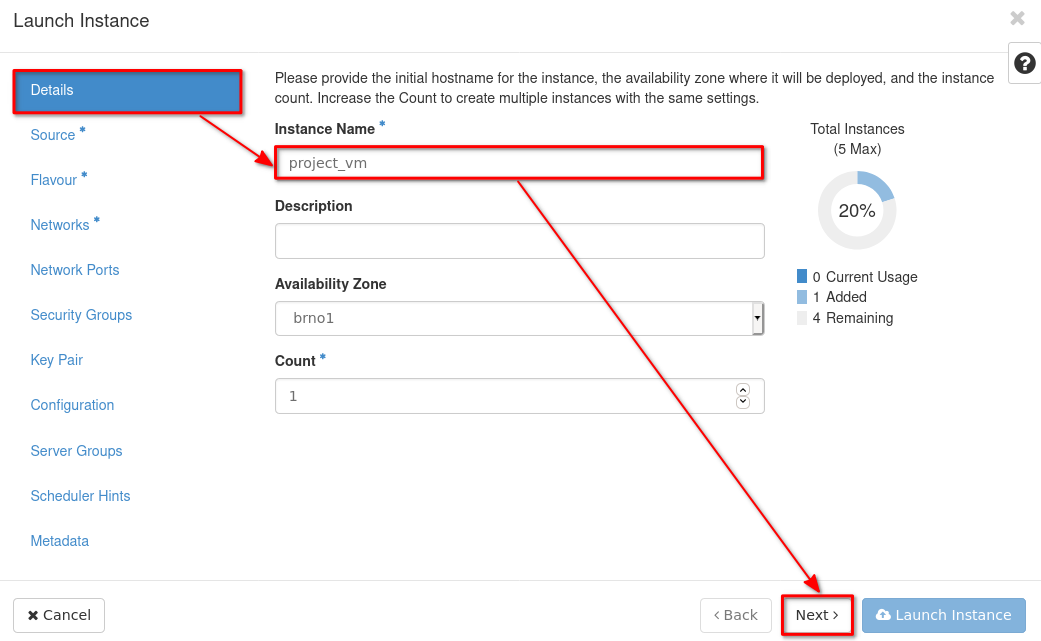 Launch Instance
Details
Source *
Flavour *
Networks *
Network Ports
Security Groups
Key Pair
Configuration
Server Groups
Scheduler Hints
Metadata
Please provide the initial hostname for the instance, the availability zone where it will be deployed, and the instance
count. Increase the Count to create multiple instances with the same settings.
Instance Name *
project_vm
Description
Availability Zone
brno1
Count *
1
Total Instances
(5 Max)
20%
0 Current Usage
1 Added
4 Remaining
✖ Cancel
‹ Back
Next ›
Launch Instance